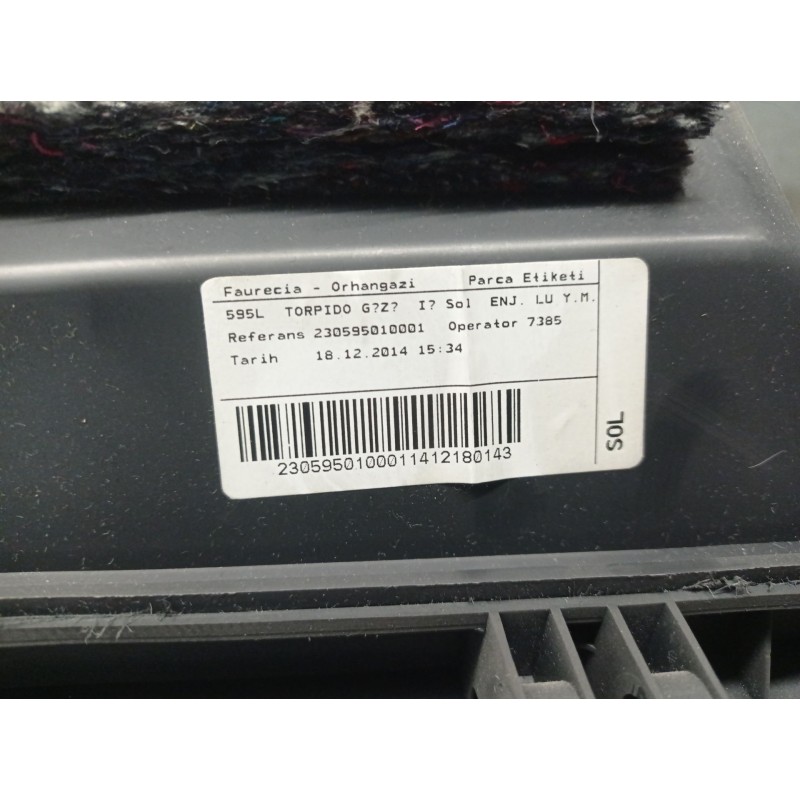 Faurecia - Orhangazi Parca Etiketi
595L TORPIDO G?Z? I? Sol ENJ. LU Y.M.
Referans 230595010001 Operator 7385
Tarih 18.12.2014 15:34
2305950100011412180143
SOL